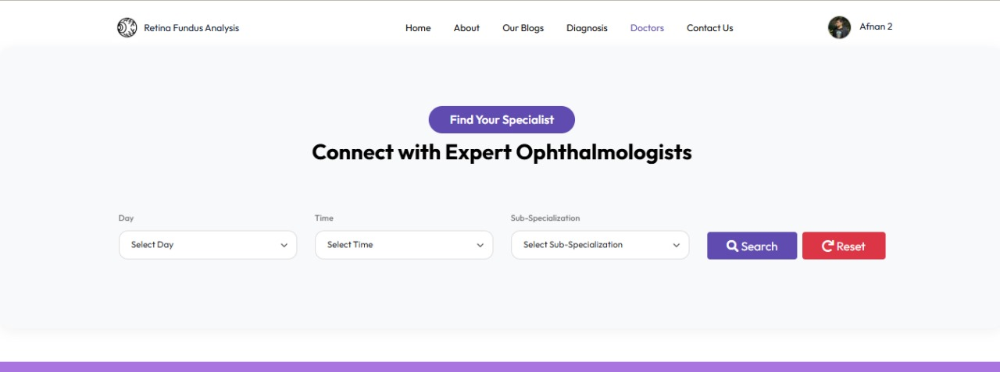 Retina Fundus Analysis
Home About Our Blogs Diagnosis Doctors Contact Us
Afnan 2
Find Your Specialist
Connect with Expert Ophthalmologists
Day Time Sub-Specialization
Select Day Select Time Select Sub-Specialization Search Reset